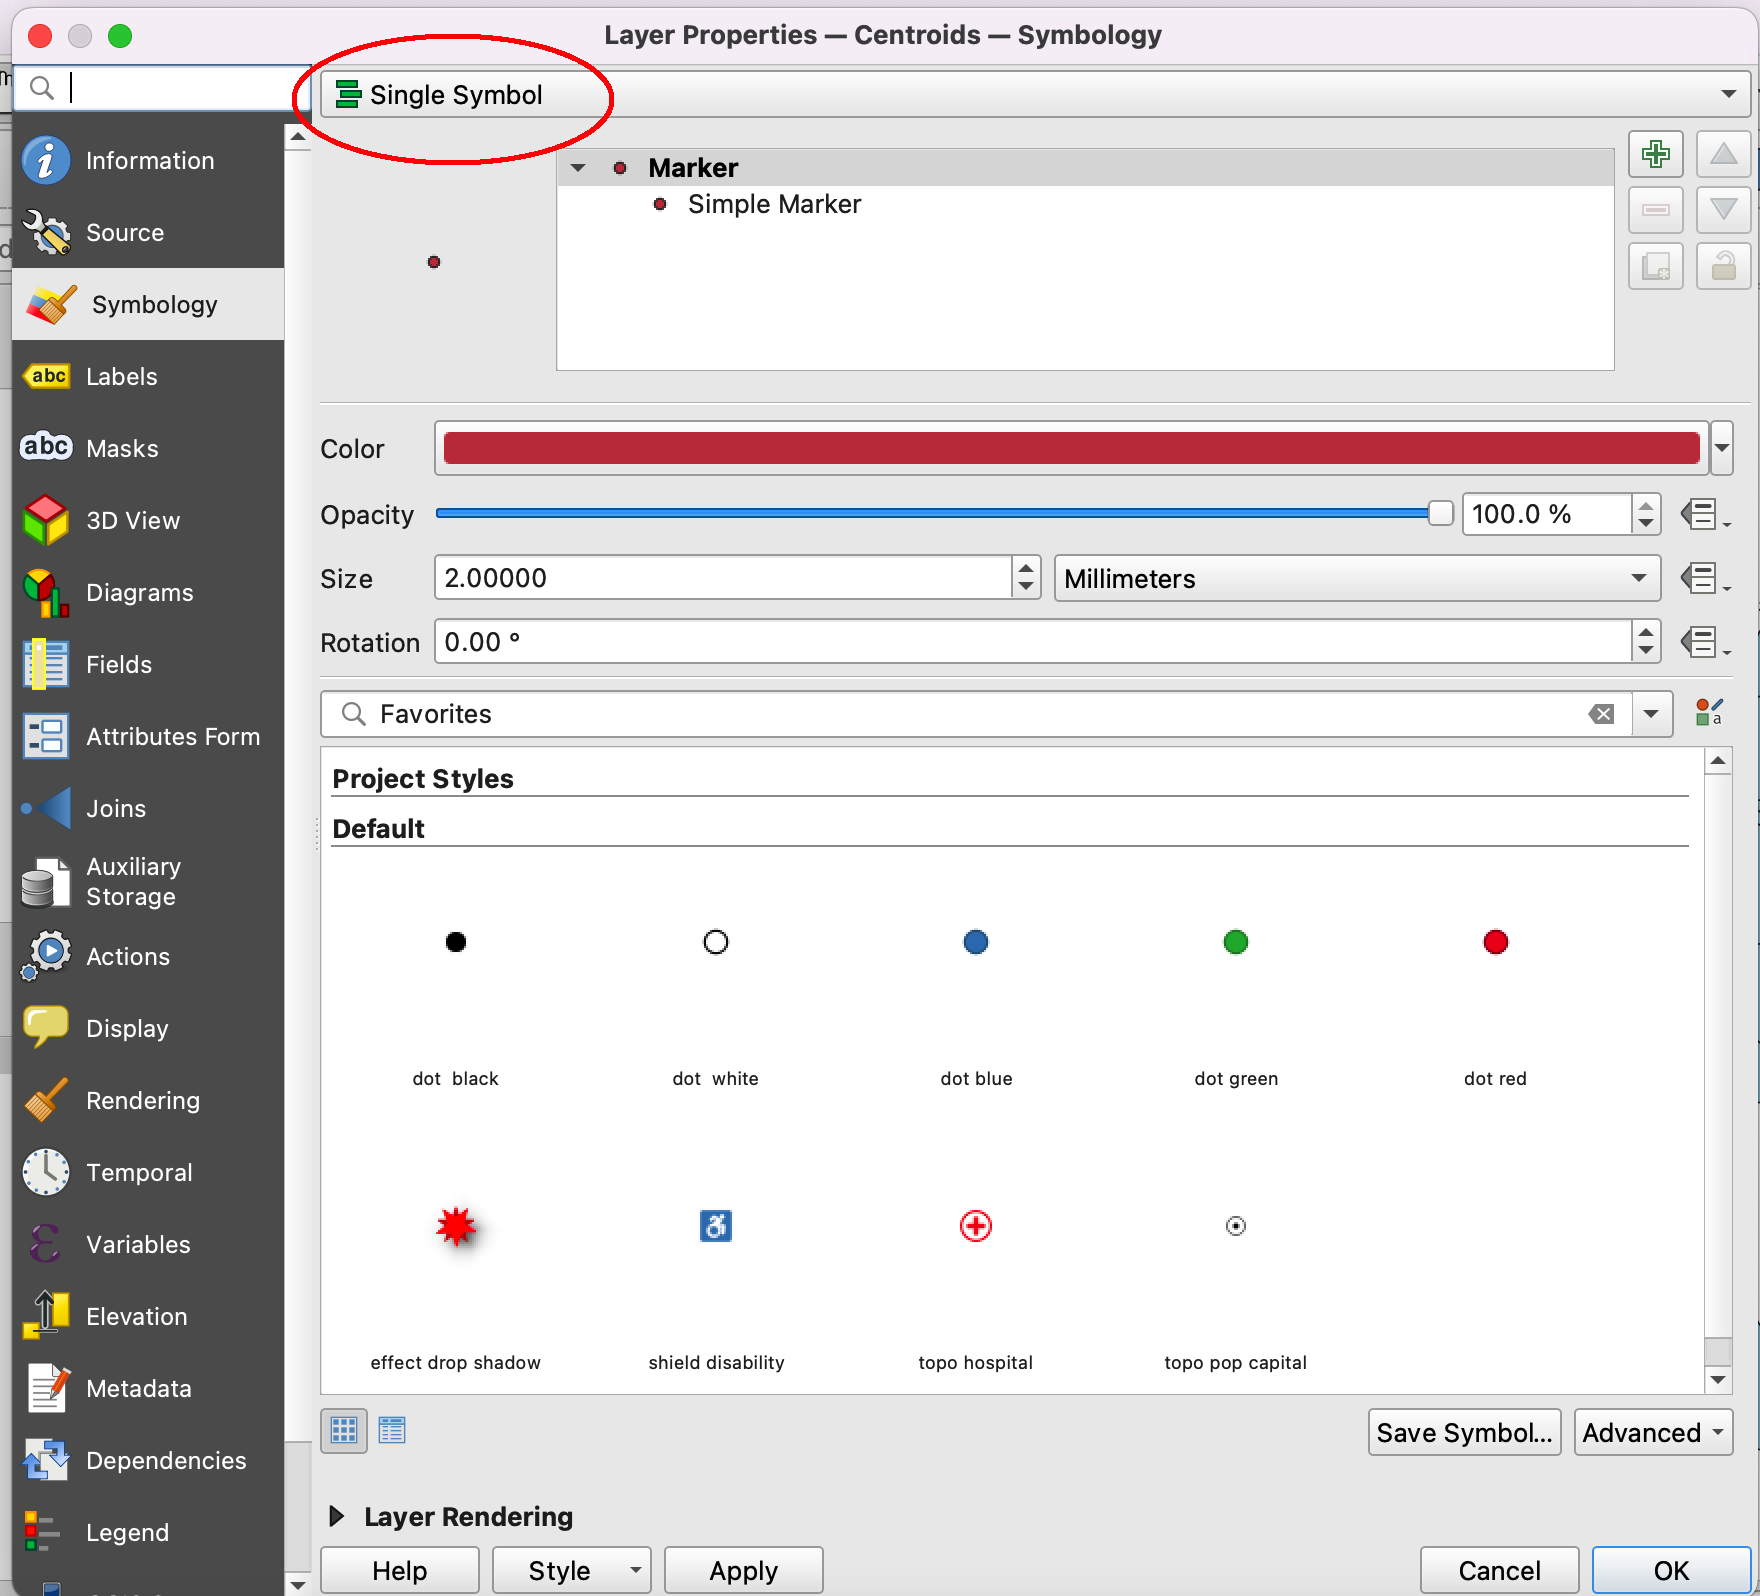 Layer Properties — Centroids — Symbology
Single Symbol
Information
Source
Symbology
abc Labels
abc Masks
3D View
Diagrams
Fields
Attributes Form
Joins
Auxiliary
Storage
Actions
Display
Rendering
Temporal
Variables
Elevation
Metadata
Dependencies
Legend
Marker
Simple Marker
Color
Opacity 100.0 %
Size 2.00000 Millimeters
Rotation 0.00 °
Favorites
Project Styles
Default
dot black dot white dot blue dot green dot red
effect drop shadow shield disability topo hospital topo pop capital
Save Symbol... Advanced
Layer Rendering
Help Style Apply Cancel OK